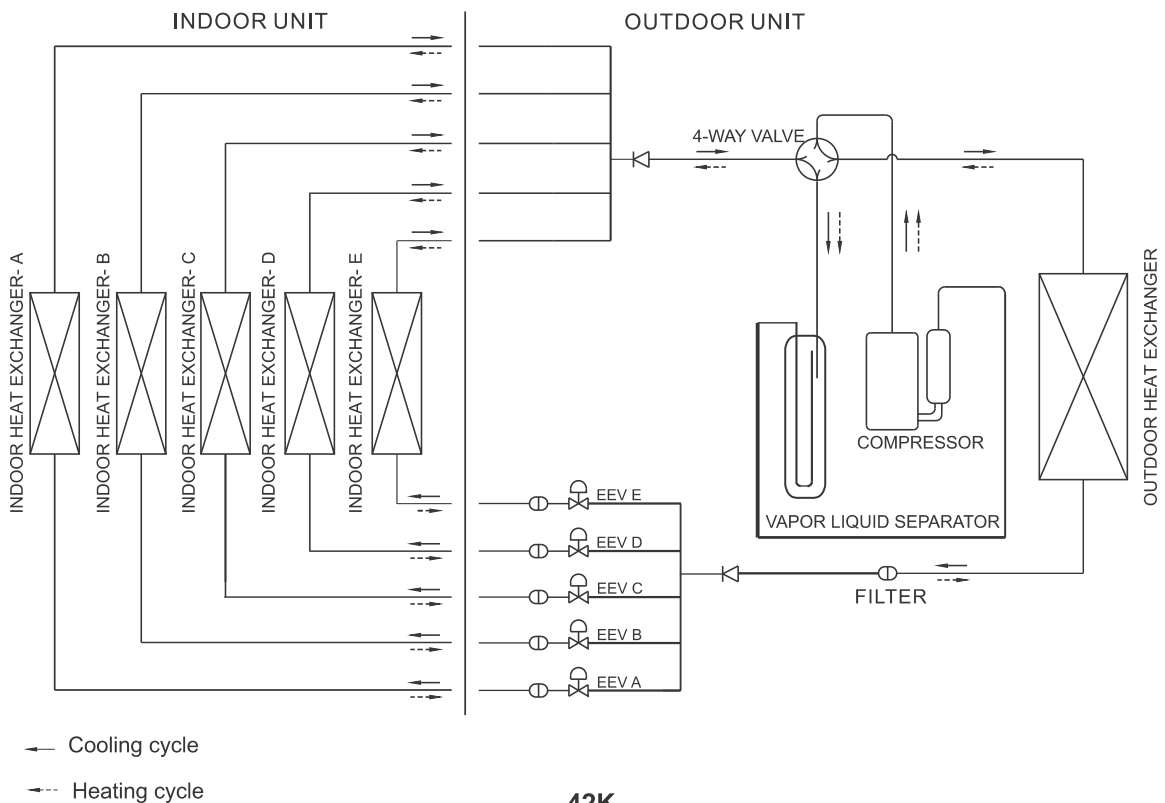 INDOOR UNIT
OUTDOOR UNIT
4-WAY VALVE
INDOOR HEAT EXCHANGER- A
INDOOR HEAT EXCHANGER- B
INDOOR HEAT EXCHANGER- C
INDOOR HEAT EXCHANGER- D
INDOOR HEAT EXCHANGER- E
OUTDOOR HEAT EXCHANGER
COMPRESSOR
VAPOR LIQUID SEPARATOR
EEV E
EEV D
EEV C
EEV B
EEV A
FILTER
Cooling cycle
Heating cycle
42K